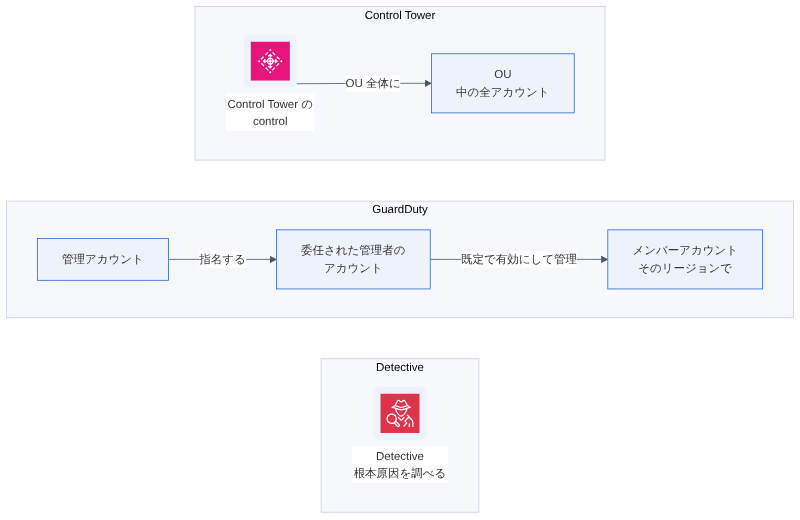 Control Tower
Control Tower の
control
OU 全体に
OU
中の全アカウント
GuardDuty
管理アカウント
指名する
委任された管理者の
アカウント
既定で有効にして管理
メンバーアカウント
そのリージョンで
Detective
Detective
根本原因を調べる